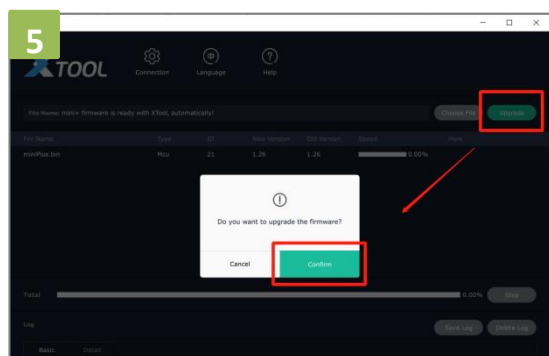 5
XTOOL
Connection
Language
Help
File Name: mini+ firmware is ready with XTool, automatically!
Choose File
Upgrade
File Name Type ID New Version Old Version Speed More
miniPlus.bin Mcu 21 1.26 1.26 0.00%
Do you want to upgrade the firmware?
Cancel
Confirm
Total 0.00% Stop
Log
Save Log
Delete Log
Basic Detail